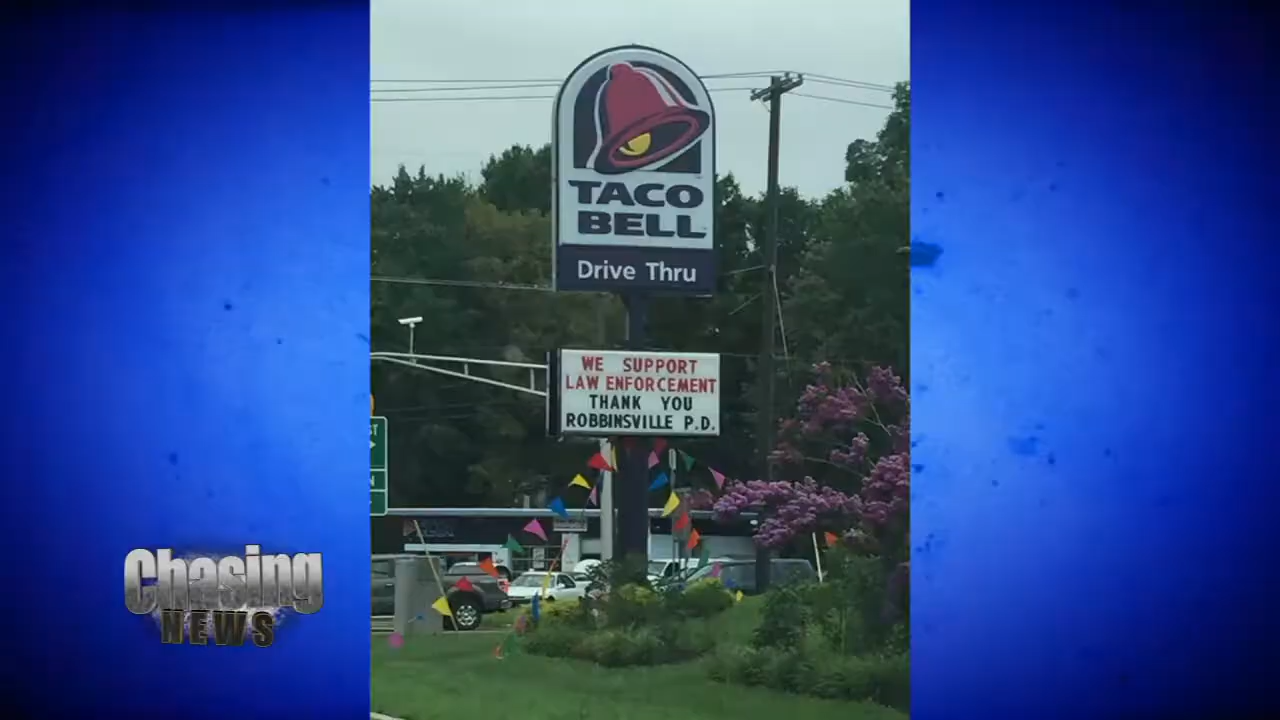 TACO
BELL
Drive Thru
WE SUPPORT
LAW ENFORCEMENT
THANK YOU
ROBBINSVILLE P.D.
Chasing
NEWS